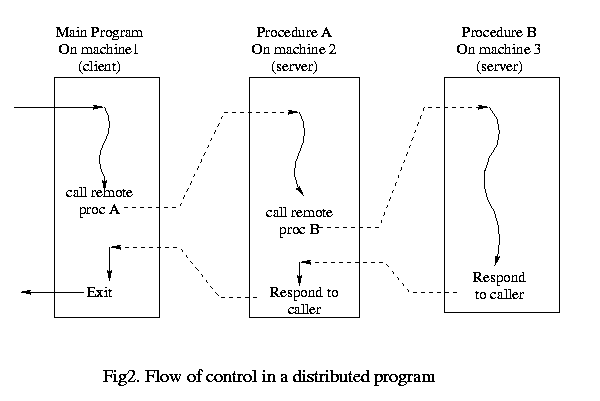 Main Program
On machine1
(client)
Procedure A
On machine 2
(server)
Procedure B
On machine 3
(server)
call remote
proc A
Exit
call remote
proc B
Respond to
caller
Respond
to caller
Fig2. Flow of control in a distributed program